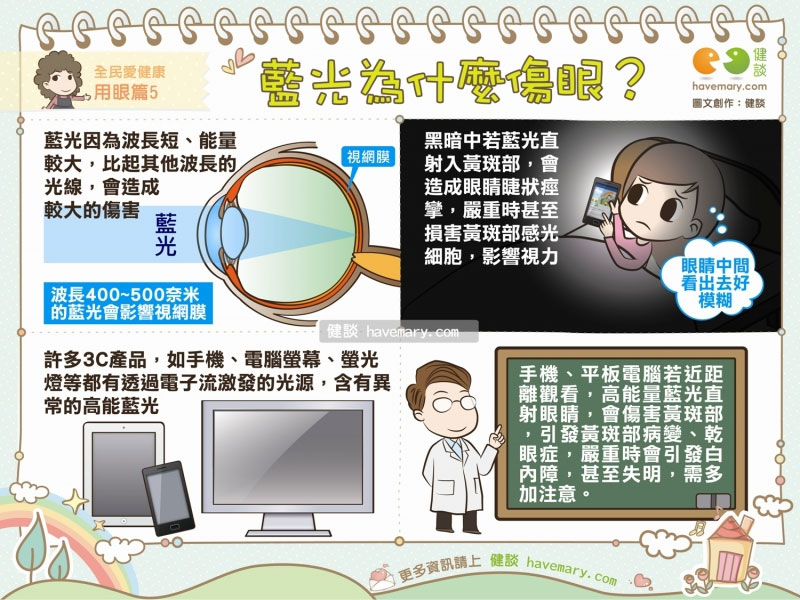 全民愛健康
用眼篇5
藍光為什麼傷眼？
健談
havemary.com
圖文創作：健談
藍光因為波長短、能量
較大，比起其他波長的
光線，會造成
較大的傷害
視網膜
藍光
波長400~500奈米
的藍光會影響視網膜
黑暗中若藍光直
射入黃斑部，會
造成眼睛睫狀痙
攣，嚴重時甚至
損害黃斑部感光
細胞，影響視力
眼睛中間
看出去好
模糊
健談 havemary.com
許多3C產品，如手機、電腦螢幕、螢光
燈等都有透過電子流激發的光源，含有異
常的高能藍光
手機、平板電腦若近距
離觀看，高能量藍光直
射眼睛，會傷害黃斑部
，引發黃斑部病變、乾
眼症，嚴重時會引發白
內障，甚至失明，需多
加注意。
更多資訊請上 健談 havemary.com